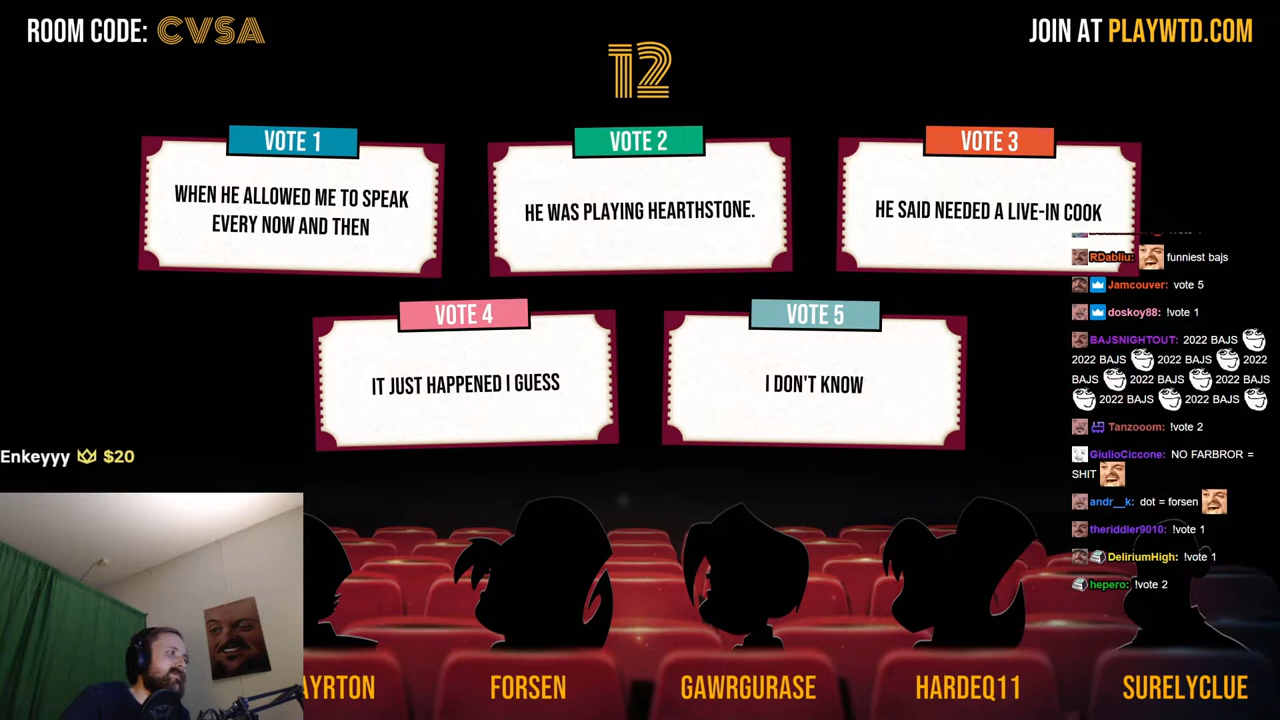 ROOM CODE: CVSA
JOIN AT PLAYWTD.COM
12
VOTE 1
WHEN HE ALLOWED ME TO SPEAK
EVERY NOW AND THEN
VOTE 2
HE WAS PLAYING HEARTHSTONE.
VOTE 3
HE SAID NEEDED A LIVE-IN COOK
VOTE 4
IT JUST HAPPENED I GUESS
VOTE 5
I DON'T KNOW
RDabliu: funniest bajs
Jamcouver: vote 5
doskoy88: !vote 1
BAJSNIGHTOUT: 2022 BAJS
2022 BAJS 2022 BAJS 2022
BAJS 2022 BAJS 2022 BAJS
2022 BAJS 2022 BAJS
Tanzooom: !vote 2
GiulioCiccone: NO FARBROR =
SHIT
andr__k: dot = forsen
theriddler9010: !vote 1
DeliriumHigh: !vote 1
hepero: !vote 2
Enkeyyy $20
AYRTON
FORSEN
GAWRGURASE
HARDEQ11
SURELYCLUE